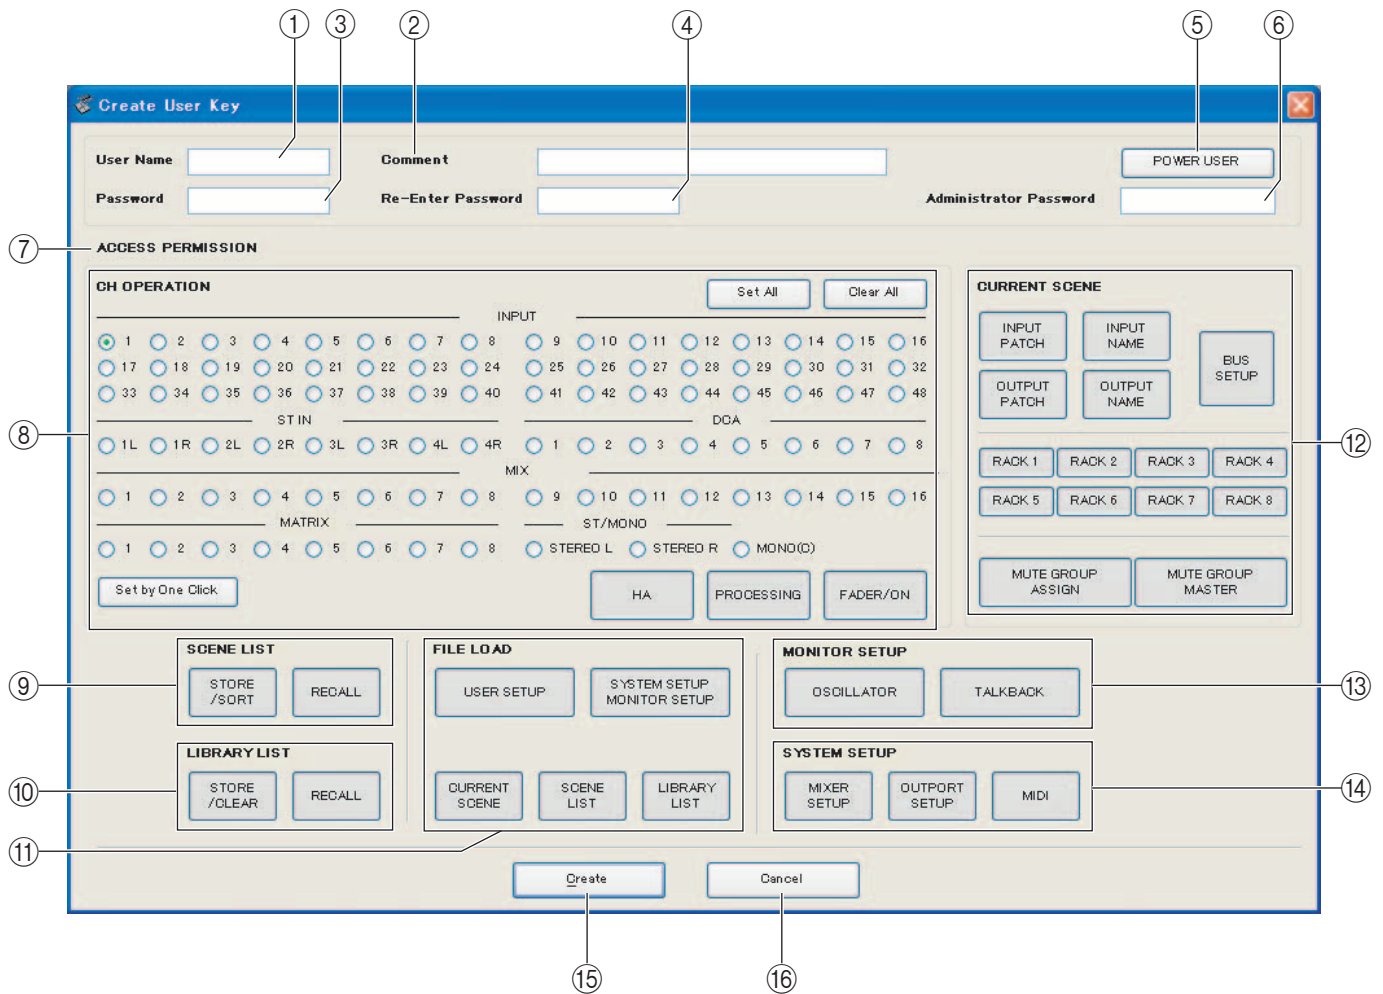 ① ③ ② ④ ⑤ ⑥
Create User Key
User Name Comment POWER USER
Password Re-Enter Password Administrator Password
⑦ ACCESS PERMISSION
CH OPERATION Set All Clear All
INPUT
1 2 3 4 5 6 7 8 9 10 11 12 13 14 15 16
17 18 19 20 21 22 23 24 25 26 27 28 29 30 31 32
33 34 35 36 37 38 39 40 41 42 43 44 45 46 47 48
⑧ ST IN DCA
1L 1R 2L 2R 3L 3R 4L 4R 1 2 3 4 5 6 7 8
MIX
1 2 3 4 5 6 7 8 9 10 11 12 13 14 15 16
MATRIX ST/MONO
1 2 3 4 5 6 7 8 STEREO L STEREO R MONO(C)
Set by One Click HA PROCESSING FADER/ON
CURRENT SCENE
INPUT PATCH
INPUT NAME
BUS SETUP
OUTPUT PATCH
OUTPUT NAME
⑫
RACK 1 RACK 2 RACK 3 RACK 4
RACK 5 RACK 6 RACK 7 RACK 8
MUTE GROUP ASSIGN
MUTE GROUP MASTER
SCENE LIST
⑨
STORE /SORT
RECALL
LIBRARY LIST
⑩
STORE /CLEAR
RECALL
FILE LOAD
USER SETUP
SYSTEM SETUP
MONITOR SETUP
CURRENT SCENE
SCENE LIST
LIBRARY LIST
⑪
MONITOR SETUP
OSCILLATOR TALKBACK
⑬
SYSTEM SETUP
MIXER SETUP
OUTPORT SETUP
MIDI
⑭
Create Cancel
⑮ ⑯